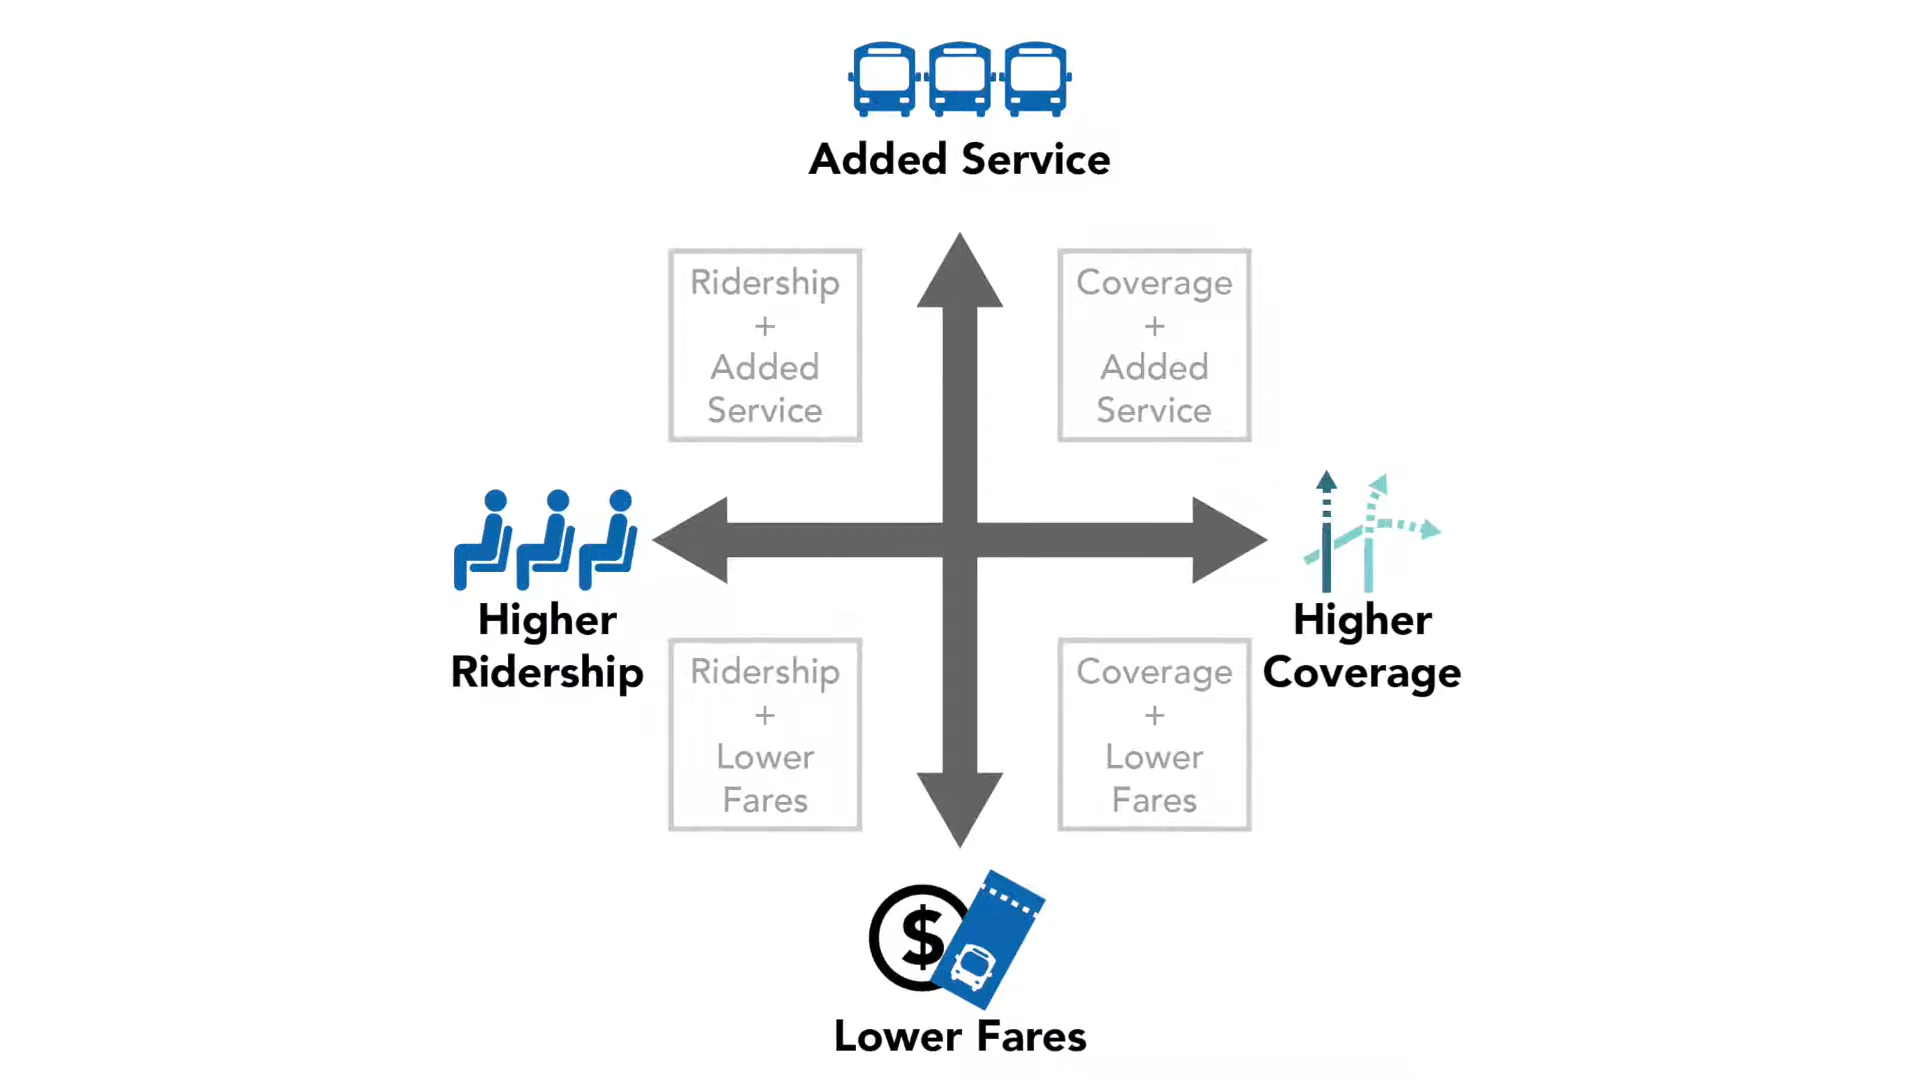 Added Service
Ridership
+
Added
Service
Coverage
+
Added
Service
Higher
Ridership
Higher
Coverage
Ridership
+
Lower
Fares
Coverage
+
Lower
Fares
$
Lower Fares